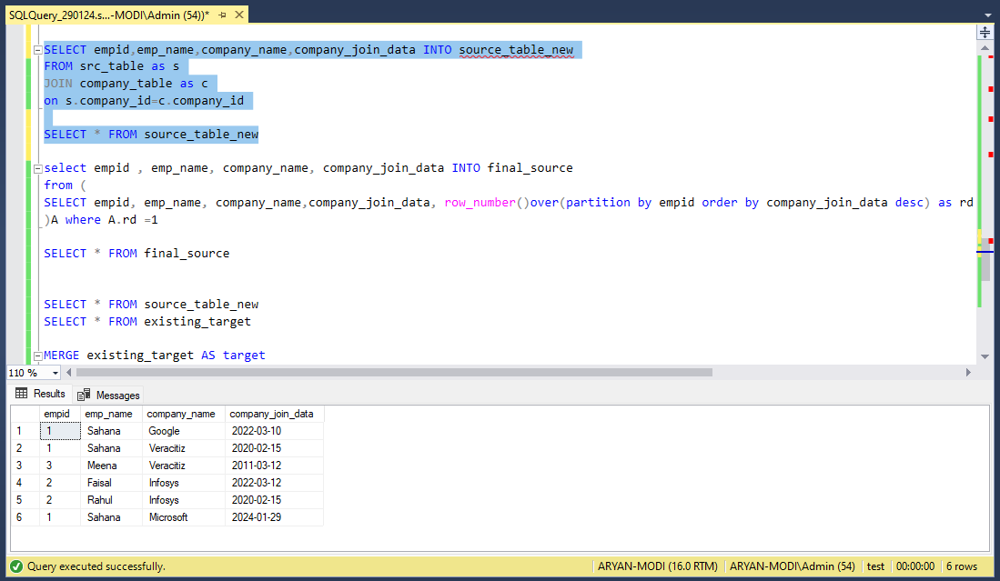 SQLQuery_290124.s...-MODI\Admin (54))*
SELECT empid,emp_name,company_name,company_join_data INTO source_table_new
FROM src_table as s
JOIN company_table as c
on s.company_id=c.company_id
SELECT * FROM source_table_new
select empid , emp_name, company_name, company_join_data INTO final_source
from (
SELECT empid, emp_name, company_name,company_join_data, row_number()over(partition by empid order by company_join_data desc) as rd
)A where A.rd =1
SELECT * FROM final_source
SELECT * FROM source_table_new
SELECT * FROM existing_target
MERGE existing_target AS target
110 %
Results Messages
empid emp_name company_name company_join_data
1 1 Sahana Google 2022-03-10
2 1 Sahana Veracitiz 2020-02-15
3 3 Meena Veracitiz 2011-03-12
4 2 Faisal Infosys 2022-03-12
5 2 Rahul Infosys 2020-02-15
6 1 Sahana Microsoft 2024-01-29
Query executed successfully. ARYAN-MODI (16.0 RTM) ARYAN-MODI\Admin (54) test 00:00:00 6 rows